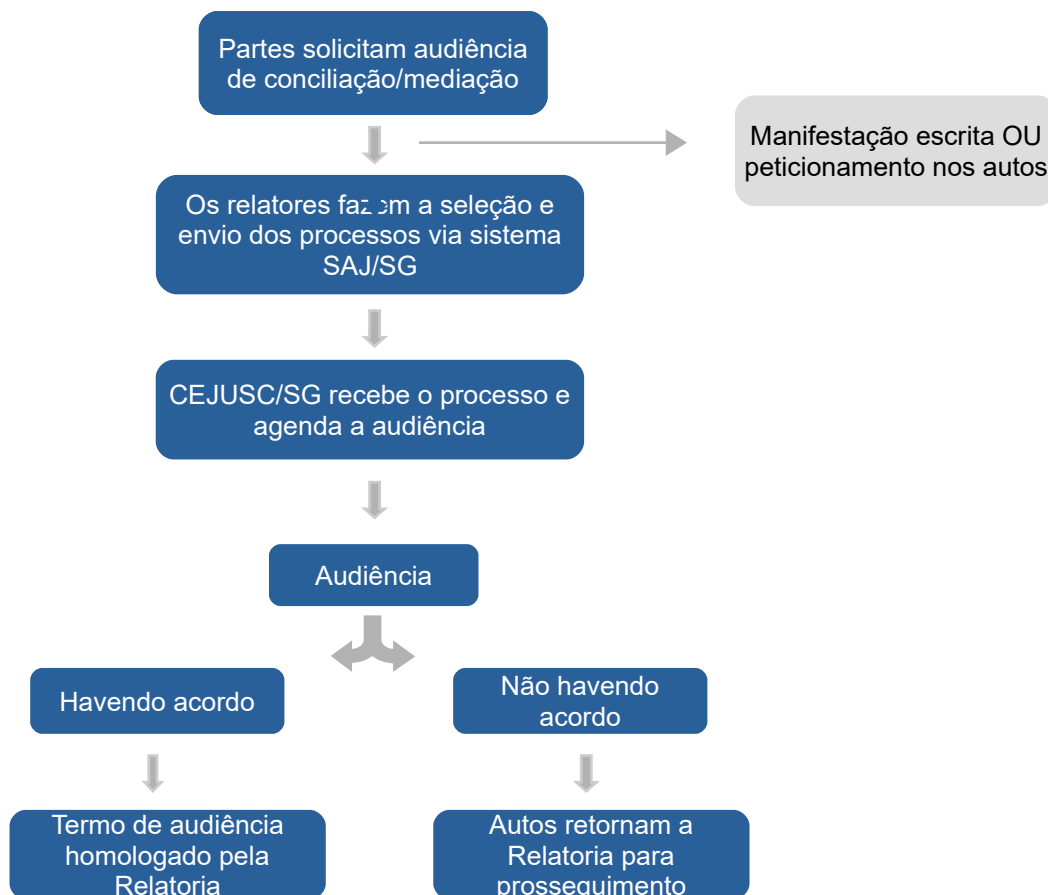 Partes solicitam audiência
de conciliação/mediação
Manifestação escrita OU
peticionamento nos autos
Os relatores fazem a seleção e
envio dos processos via sistema
SAJ/SG
CEJUSC/SG recebe o processo e
agenda a audiência
Audiência
Havendo acordo
Não havendo
acordo
Termo de audiência
homologado pela
Relatoria
Autos retornam a
Relatoria para
prosseguimento